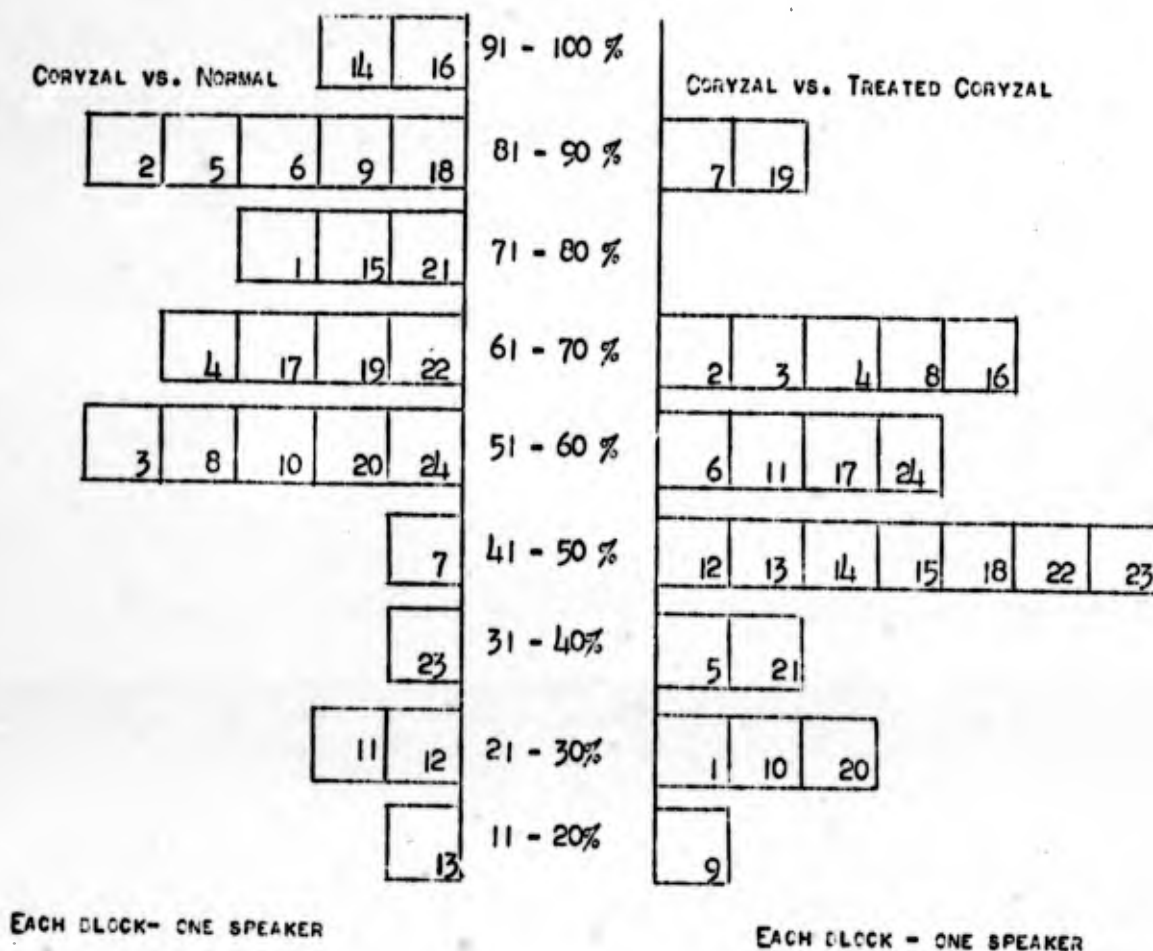 14 16 91 - 100 %
CORYZAL VS. NORMAL
CORYZAL VS. TREATED CORYZAL
2 5 6 9 18 81 - 90 % 7 19
1 15 21 71 - 80 %
4 17 19 22 61 - 70 % 2 3 4 8 16
3 8 10 20 24 51 - 60 % 6 11 17 24
7 41 - 50 % 12 13 14 15 18 22 23
23 31 - 40% 5 21
11 12 21 - 30% 1 10 20
13 11 - 20% 9
EACH BLOCK- ONE SPEAKER
EACH BLOCK - ONE SPEAKER